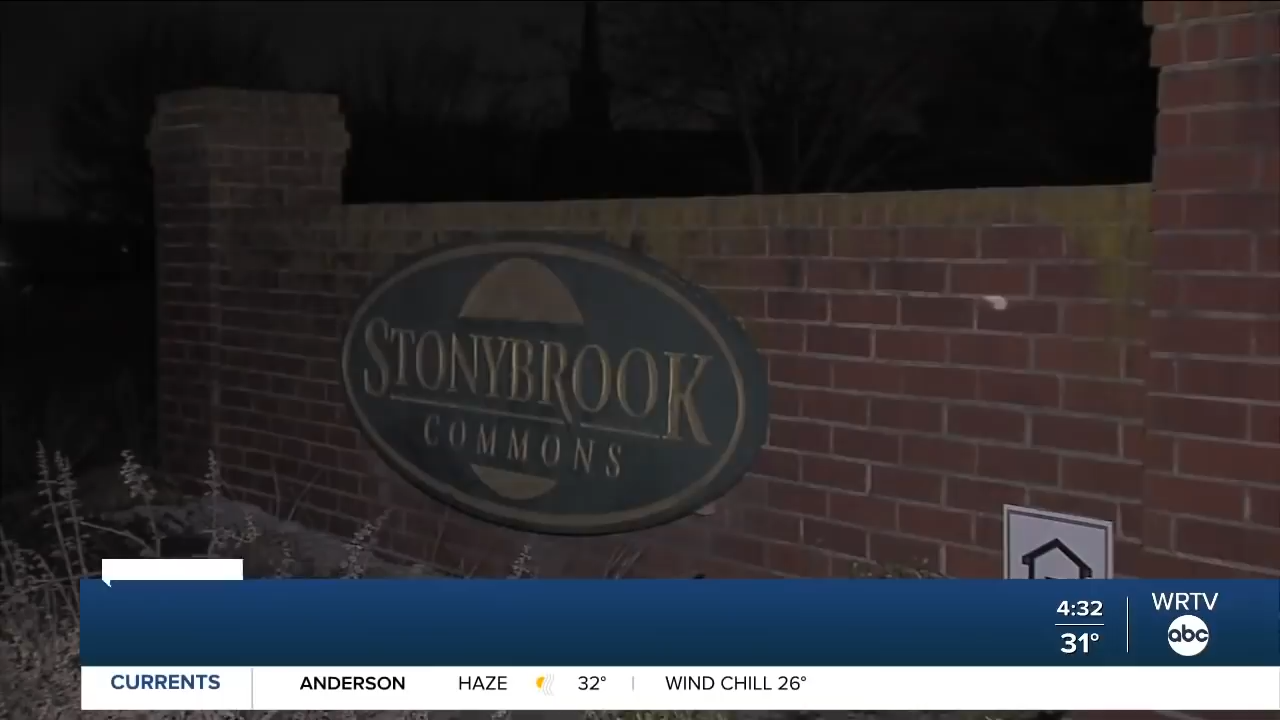 STONYBROOK
COMMONS
4:32
31°
WRTV
abc
CURRENTS
ANDERSON HAZE 32° WIND CHILL 26°